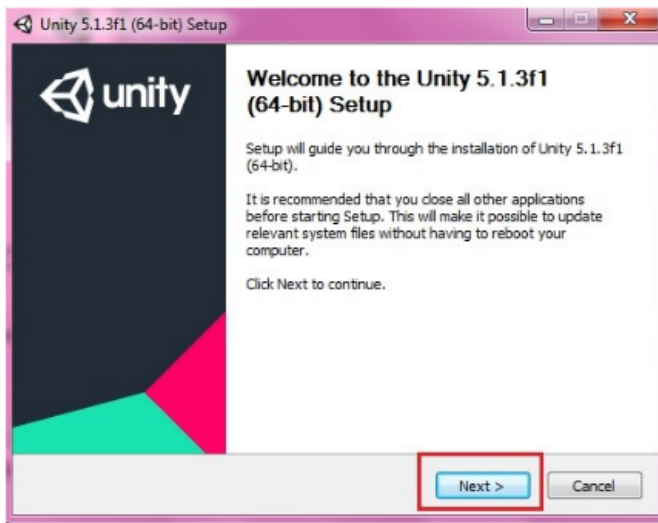 Unity 5.1.3f1 (64-bit) Setup
unity
Welcome to the Unity 5.1.3f1
(64-bit) Setup
Setup will guide you through the installation of Unity 5.1.3f1
(64-bit).
It is recommended that you close all other applications
before starting Setup. This will make it possible to update
relevant system files without having to reboot your
computer.
Click Next to continue.
Next >
Cancel